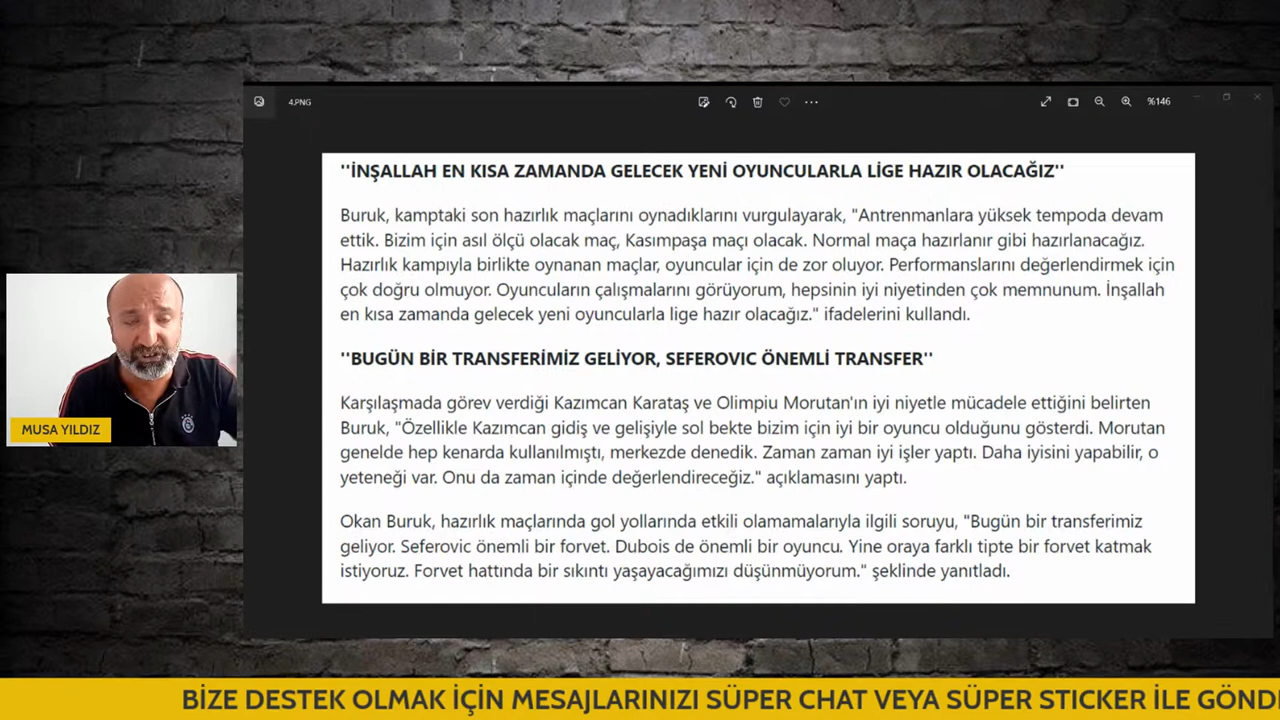 4.PNG
%146
''İNŞALLAH EN KISA ZAMANDA GELECEK YENİ OYUNCULARLA LİGE HAZIR OLACAĞIZ''
Buruk, kamptaki son hazırlık maçlarını oynadıklarını vurgulayarak, "Antrenmanlara yüksek tempoda devam
ettik. Bizim için asıl ölçü olacak maç, Kasımpaşa maçı olacak. Normal maça hazırlanır gibi hazırlanacağız.
Hazırlık kampıyla birlikte oynanan maçlar, oyuncular için de zor oluyor. Performanslarını değerlendirmek için
çok doğru olmuyor. Oyuncuların çalışmalarını görüyorum, hepsinin iyi niyetinden çok memnunum. İnşallah
en kısa zamanda gelecek yeni oyuncularla lige hazır olacağız." ifadelerini kullandı.
''BUGÜN BİR TRANSFERİMİZ GELİYOR, SEFEROVIC ÖNEMLİ TRANSFER''
Karşılaşmada görev verdiği Kazımcan Karataş ve Olimpiu Morutan'ın iyi niyetle mücadele ettiğini belirten
Buruk, "Özellikle Kazımcan gidiş ve gelişiyle sol bekte bizim için iyi bir oyuncu olduğunu gösterdi. Morutan
genelde hep kenarda kullanılmıştı, merkezde denedik. Zaman zaman iyi işler yaptı. Daha iyisini yapabilir, o
yeteneği var. Onu da zaman içinde değerlendireceğiz." açıklamasını yaptı.
Okan Buruk, hazırlık maçlarında gol yollarında etkili olamamalarıyla ilgili soruyu, "Bugün bir transferimiz
geliyor. Seferovic önemli bir forvet. Dubois de önemli bir oyuncu. Yine oraya farklı tipte bir forvet katmak
istiyoruz. Forvet hattında bir sıkıntı yaşayacağımızı düşünmüyorum." şeklinde yanıtladı.
MUSA YILDIZ
BİZE DESTEK OLMAK İÇİN MESAJLARINIZI SÜPER CHAT VEYA SÜPER STICKER İLE GÖND